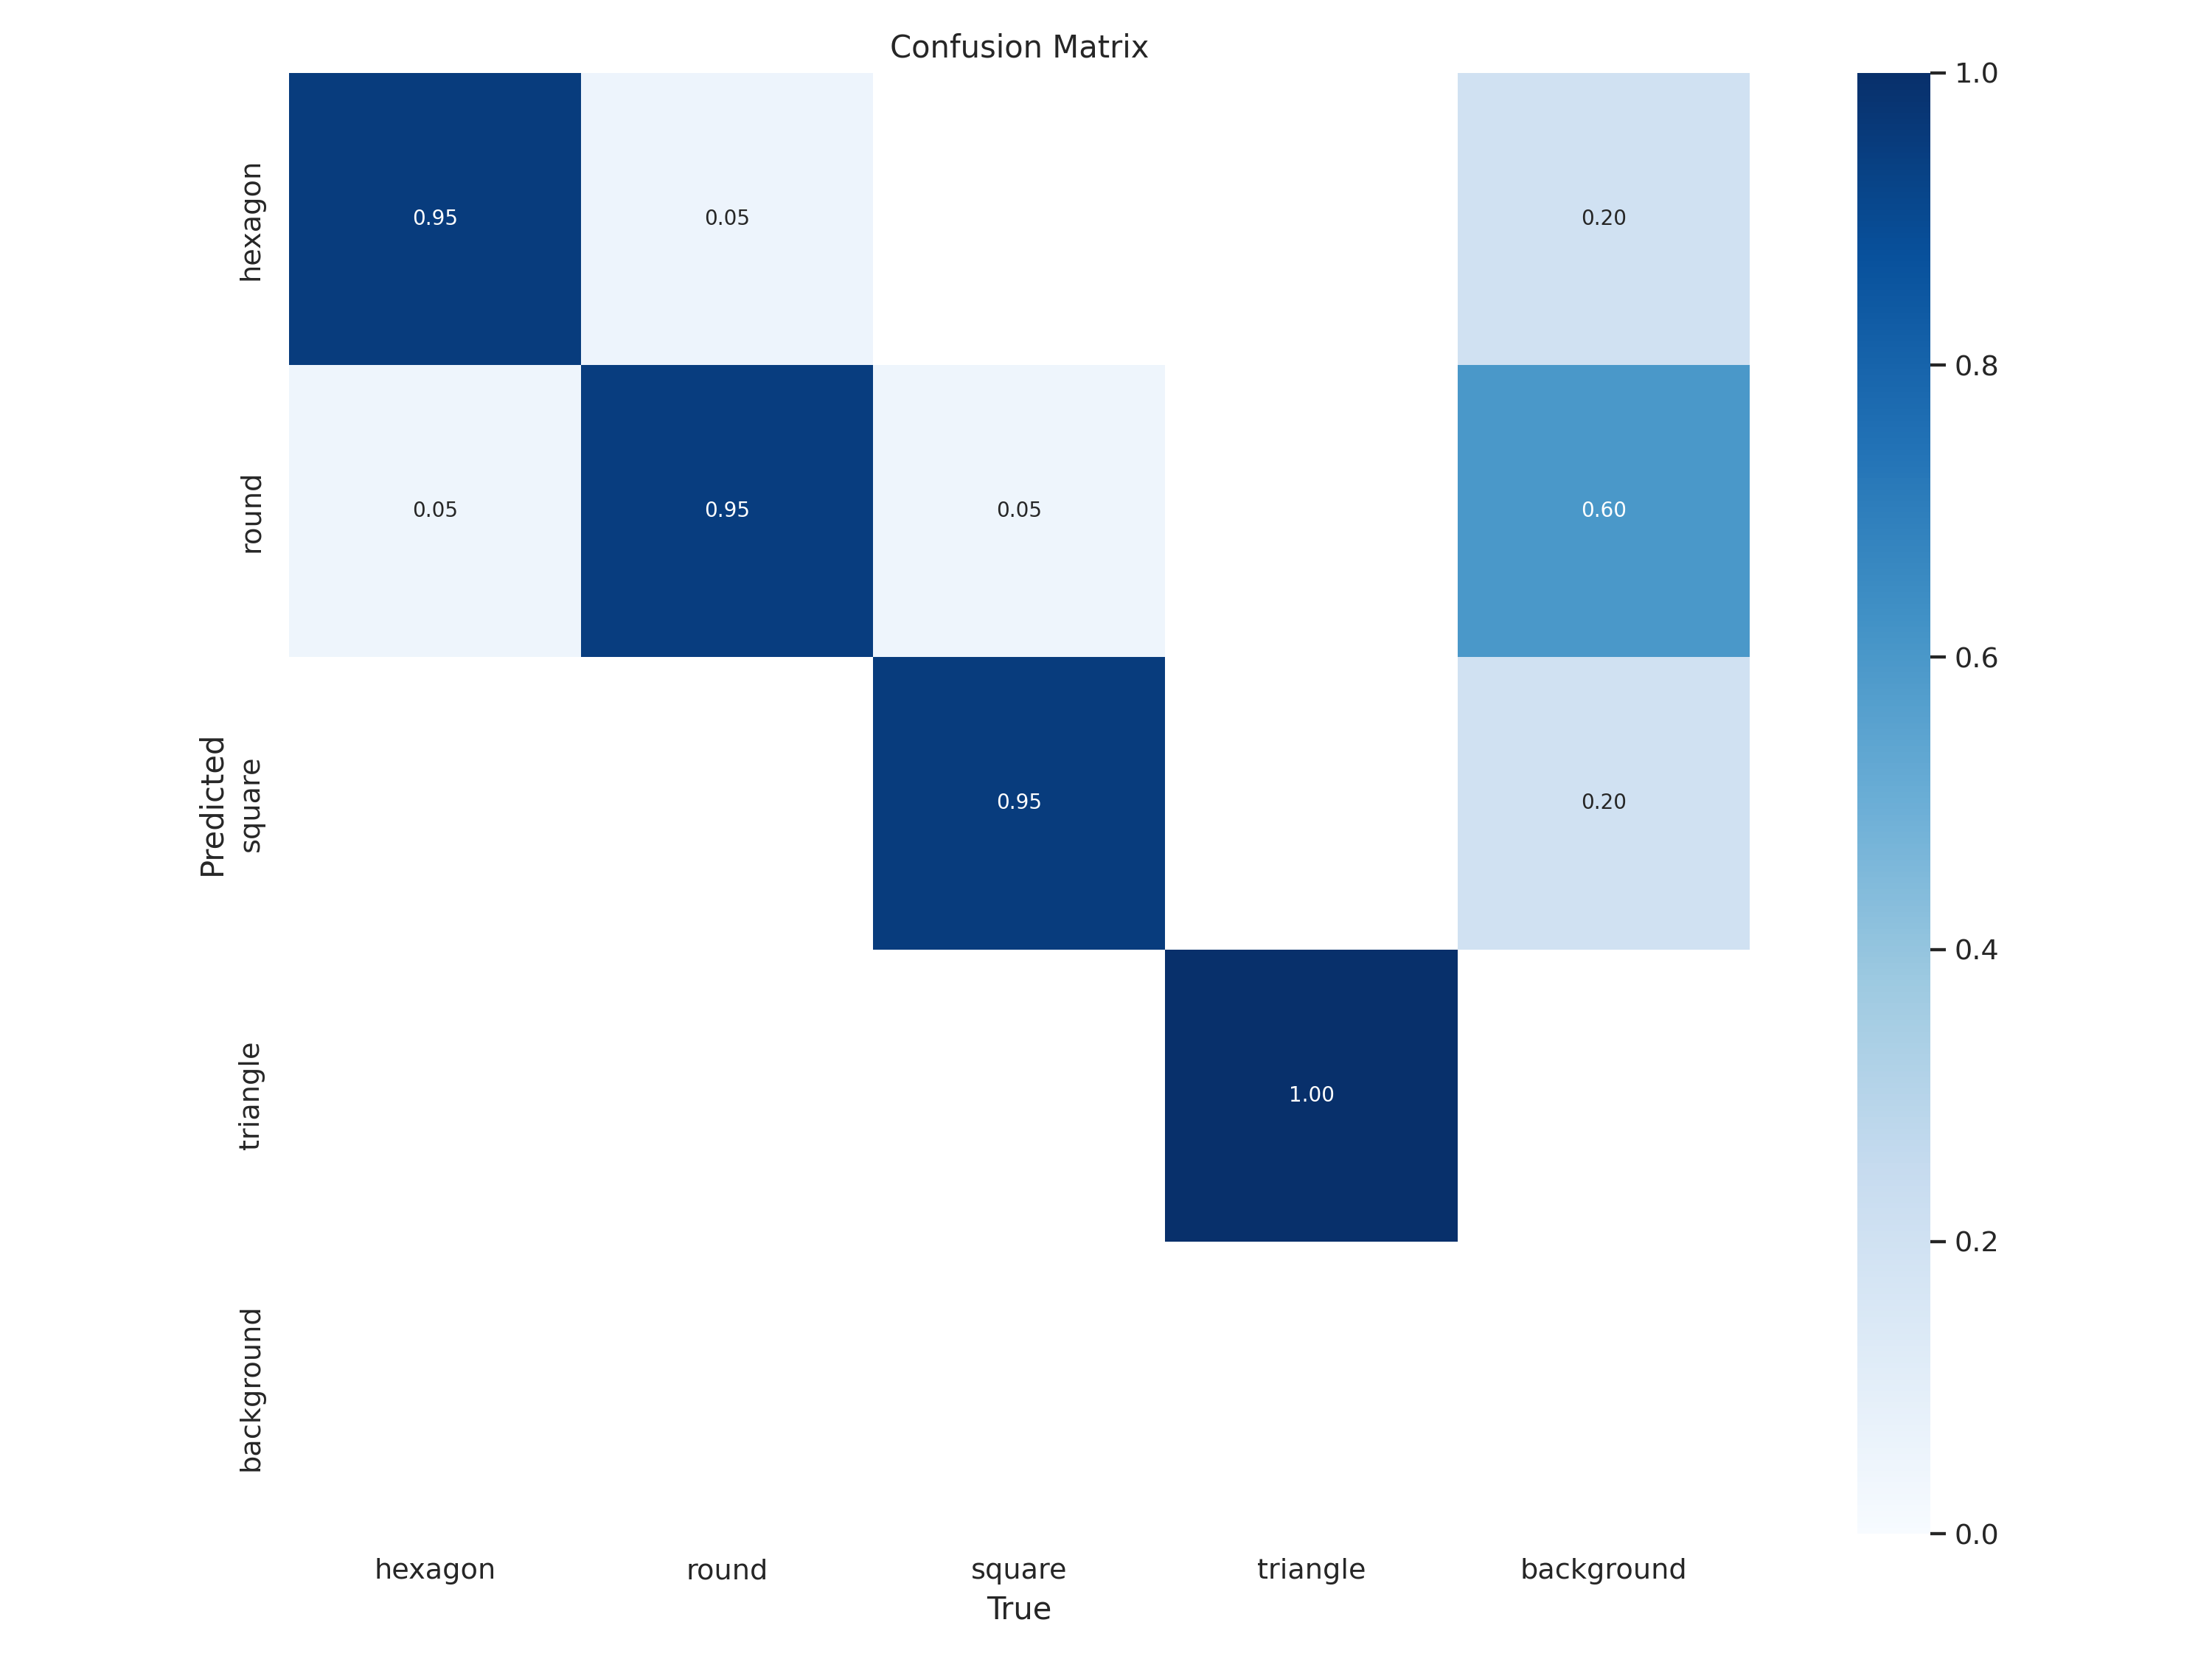 Confusion Matrix
hexagon
0.95
0.05
0.20
round
0.05
0.95
0.05
0.60
Predicted
square
0.95
0.20
triangle
1.00
background
hexagon
round
square
triangle
background
True
1.0
0.8
0.6
0.4
0.2
0.0